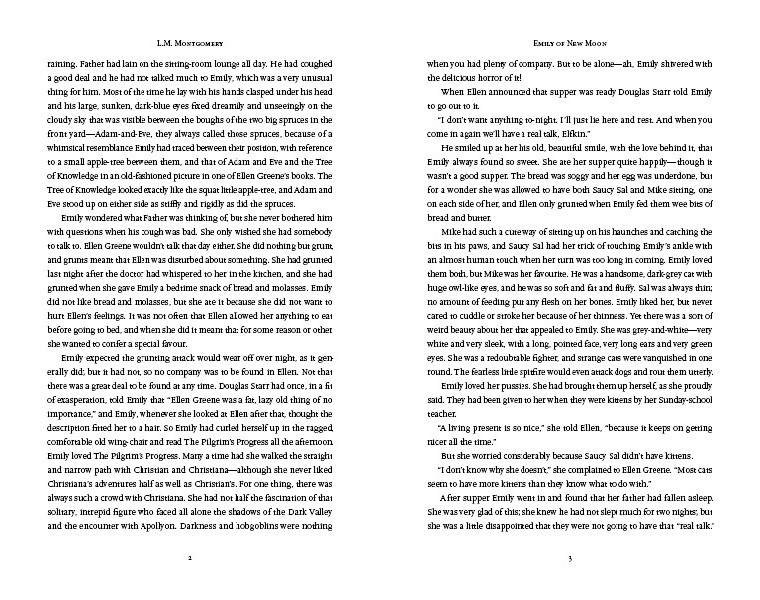 L.M. Montgomery
raining. Father had lain on the sitting-room lounge all day. He had coughed
a good deal and he had not talked much to Emily, which was a very unusual
thing for him. Most of the time he lay with his hands clasped under his head
and his large, sunken, dark-blue eyes fixed dreamily and unseeingly on the
cloudy sky that was visible between the boughs of the two big spruces in the
front yard—Adam-and-Eve, they always called those spruces, because of a
whimsical resemblance Emily had traced between their position, with reference
to a small apple-tree between them, and that of Adam and Eve and the Tree
of Knowledge in an old-fashioned picture in one of Ellen Greene's books. The
Tree of Knowledge looked exactly like the squat little apple-tree, and Adam and
Eve stood up on either side as stiffly and rigidly as did the spruces.
Emily wondered what Father was thinking of, but she never bothered him
with questions when his cough was bad. She only wished she had somebody
to talk to. Ellen Greene wouldn't talk that day either. She did nothing but grunt,
and grunts meant that Ellen was disturbed about something. She had grunted
last night after the doctor had whispered to her in the kitchen, and she had
grunted when she gave Emily a bedtime snack of bread and molasses. Emily
did not like bread and molasses, but she ate it because she did not want to
hurt Ellen's feelings. It was not often that Ellen allowed her anything to eat
before going to bed, and when she did it meant that for some reason or other
she wanted to confer a special favour.
Emily expected the grunting attack would wear off over night, as it gen-
erally did; but it had not, so no company was to be found in Ellen. Not that
there was a great deal to be found at any time. Douglas Starr had once, in a fit
of exasperation, told Emily that "Ellen Greene was a fat, lazy old thing of no
importance," and Emily, whenever she looked at Ellen after that, thought the
description fitted her to a hair. So Emily had curled herself up in the ragged,
comfortable old wing-chair and read The Pilgrim's Progress all the afternoon.
Emily loved The Pilgrim's Progress. Many a time had she walked the straight
and narrow path with Christian and Christiana—although she never liked
Christiana's adventures half as well as Christian's. For one thing, there was
always such a crowd with Christiana. She had not half the fascination of that
solitary, intrepid figure who faced all alone the shadows of the Dark Valley
and the encounter with Apollyon. Darkness and hobgoblins were nothing
2
Emily of New Moon
when you had plenty of company. But to be alone—ah, Emily shivered with
the delicious horror of it!
When Ellen announced that supper was ready Douglas Starr told Emily
to go out to it.
"I don't want anything to-night. I'll just lie here and rest. And when you
come in again we'll have a real talk, Elfkin."
He smiled up at her his old, beautiful smile, with the love behind it, that
Emily always found so sweet. She ate her supper quite happily—though it
wasn't a good supper. The bread was soggy and her egg was underdone, but
for a wonder she was allowed to have both Saucy Sal and Mike sitting, one
on each side of her, and Ellen only grunted when Emily fed them wee bits of
bread and butter.
Mike had such a cute way of sitting up on his haunches and catching the
bits in his paws, and Saucy Sal had her trick of touching Emily's ankle with
an almost human touch when her turn was too long in coming. Emily loved
them both, but Mike was her favourite. He was a handsome, dark-grey cat with
huge owl-like eyes, and he was so soft and fat and fluffy. Sal was always thin;
no amount of feeding put any flesh on her bones. Emily liked her, but never
cared to cuddle or stroke her because of her thinness. Yet there was a sort of
weird beauty about her that appealed to Emily. She was grey-and-white—very
white and very sleek, with a long, pointed face, very long ears and very green
eyes. She was a redoubtable fighter, and strange cats were vanquished in one
round. The fearless little spitfire would even attack dogs and rout them utterly.
Emily loved her pussies. She had brought them up herself, as she proudly
said. They had been given to her when they were kittens by her Sunday-school
teacher.
"A living present is so nice," she told Ellen, "because it keeps on getting
nicer all the time."
But she worried considerably because Saucy Sal didn't have kittens.
"I don't know why she doesn't," she complained to Ellen Greene. "Most cats
seem to have more kittens than they know what to do with."
After supper Emily went in and found that her father had fallen asleep.
She was very glad of this; she knew he had not slept much for two nights; but
she was a little disappointed that they were not going to have that "real talk."
3